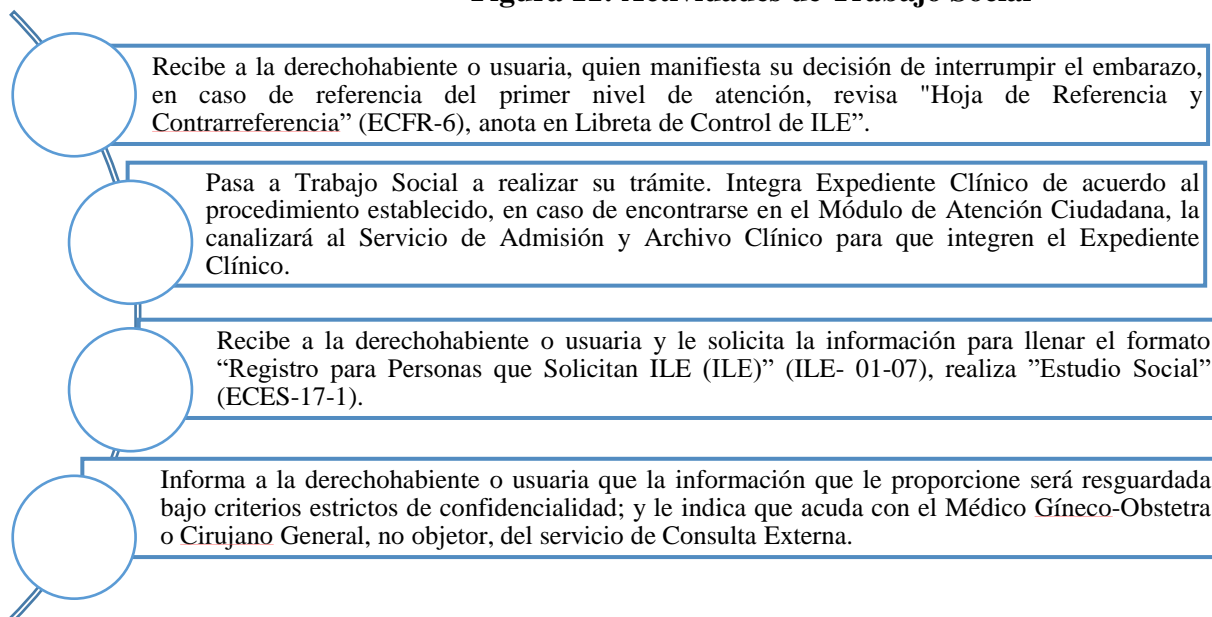 Recibe a la derechohabiente o usuaria, quien manifiesta su decisión de interrumpir el embarazo,
en caso de referencia del primer nivel de atención, revisa "Hoja de Referencia y
Contrarreferencia” (ECFR-6), anota en Libreta de Control de ILE”.
Pasa a Trabajo Social a realizar su trámite. Integra Expediente Clínico de acuerdo al
procedimiento establecido, en caso de encontrarse en el Módulo de Atención Ciudadana, la
canalizará al Servicio de Admisión y Archivo Clínico para que integren el Expediente
Clínico.
Recibe a la derechohabiente o usuaria y le solicita la información para llenar el formato
“Registro para Personas que Solicitan ILE (ILE)” (ILE- 01-07), realiza ”Estudio Social”
(ECES-17-1).
Informa a la derechohabiente o usuaria que la información que le proporcione será resguardada
bajo criterios estrictos de confidencialidad; y le indica que acuda con el Médico Gíneco-Obstetra
o Cirujano General, no objetor, del servicio de Consulta Externa.